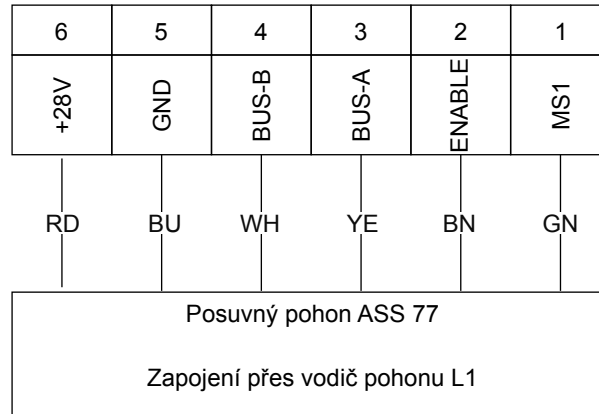 6 5 4 3 2 1
+28V GND BUS-B BUS-A ENABLE MS1
RD BU WH YE BN GN
Posuvný pohon ASS 77
Zapojení přes vodič pohonu L1